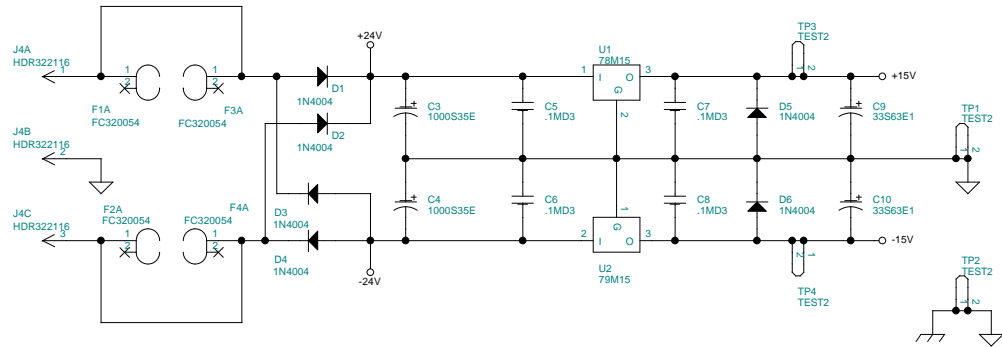 J4A
HDR322116
1
1
2
F1A
FC320054
1
2
F3A
FC320054
J4B
HDR322116
2
J4C
HDR322116
3
F2A
FC320054
1
2
FC320054
F4A
1
2
+24V
D1
1N4004
D2
1N4004
D3
1N4004
D4
1N4004
-24V
C3
1000S35E
+
C4
1000S35E
+
C5
.1MD3
C6
.1MD3
U1
78M15
1
I
O
3
G
2
1
G
2
I
O
3
U2
79M15
C7
.1MD3
C8
.1MD3
D5
1N4004
D6
1N4004
TP3
TEST2
1
2
C9
33S63E1
+
C10
33S63E1
+
+15V
-15V
2
1
TP4
TEST2
TP1
TEST2
1
2
TP2
TEST2
1
2